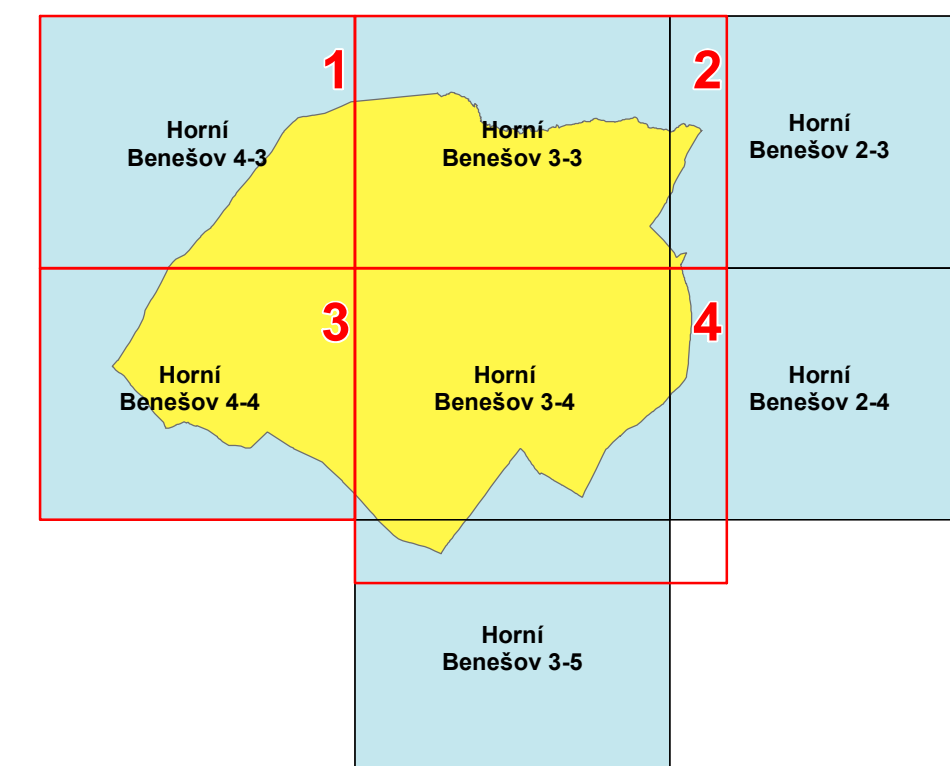 1
2
Horní
Benešov 4-3
Horní
Benešov 3-3
Horní
Benešov 2-3
3
4
Horní
Benešov 4-4
Horní
Benešov 3-4
Horní
Benešov 2-4
Horní
Benešov 3-5